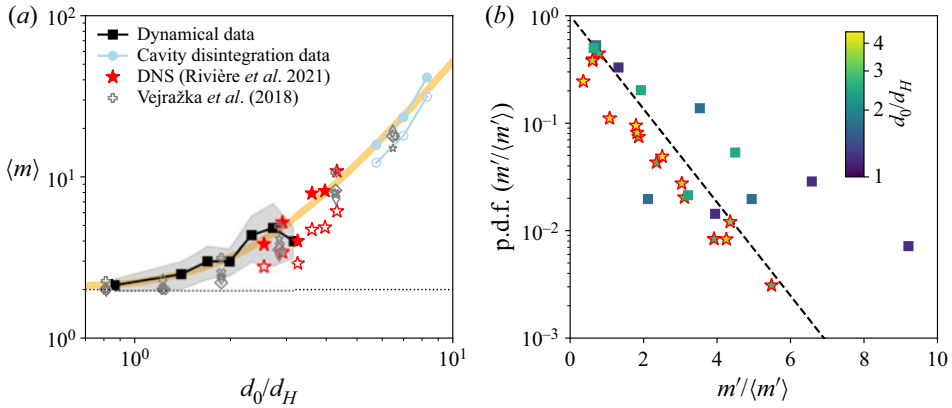 (a)
10²
Dynamical data
Cavity disintegration data
DNS (Rivière et al. 2021)
Vejražka et al. (2018)
⟨m⟩
10¹
10⁰
10⁰
10¹
d₀/d_H
(b)
10⁰
10⁻¹
10⁻²
10⁻³
p.d.f. (m′/⟨m′⟩)
4
3
2
1
d₀/d_H
0
2
4
6
8
10
m′/⟨m′⟩